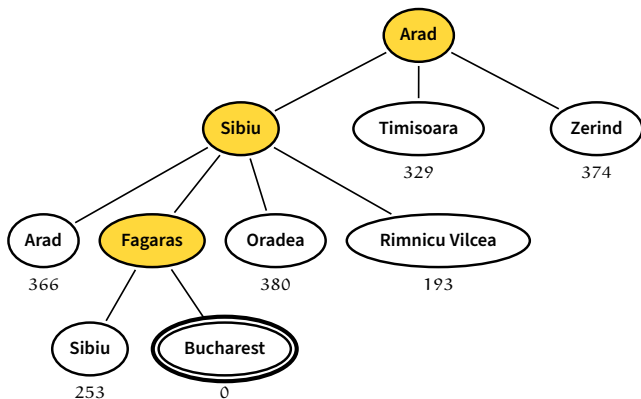 Arad
Sibiu Timisoara Zerind
329 374
Arad Fagaras Oradea Rimnicu Vilcea
366 380 193
Sibiu Bucharest
253 0